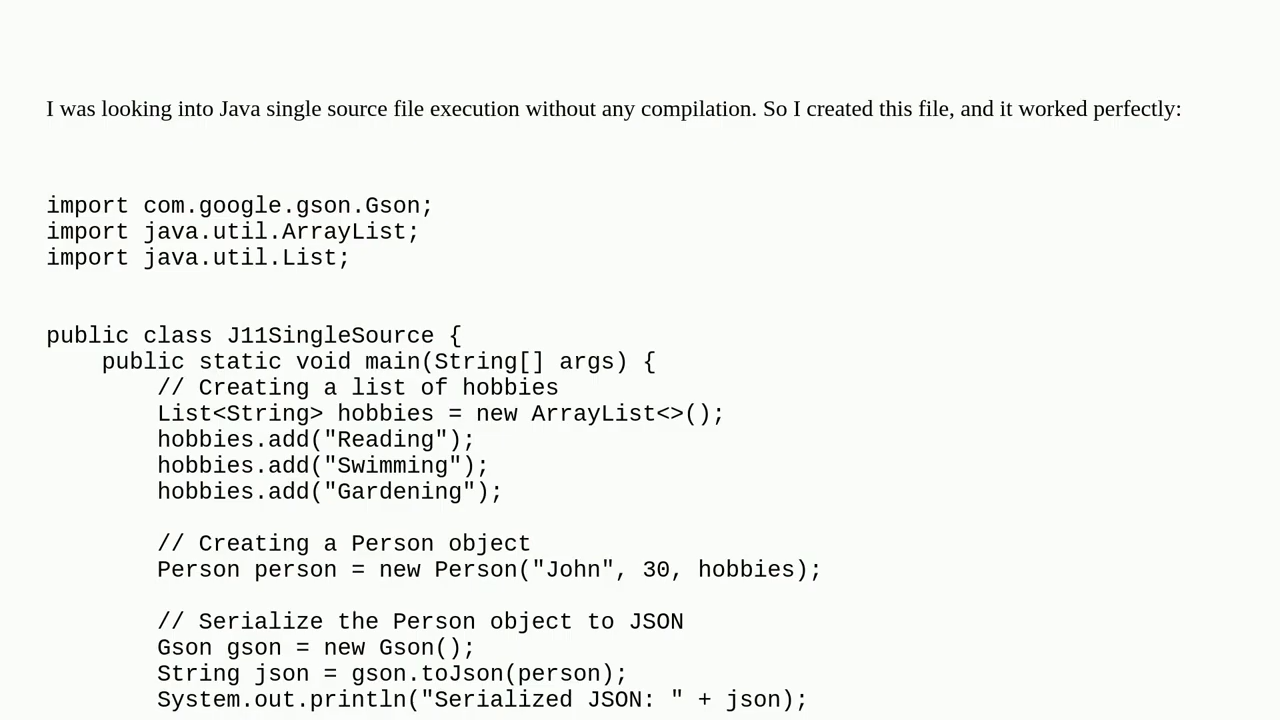 I was looking into Java single source file execution without any compilation. So I created this file, and it worked perfectly:
import com.google.gson.Gson;
import java.util.ArrayList;
import java.util.List;
public class J11SingleSource {
    public static void main(String[] args) {
        // Creating a list of hobbies
        List<String> hobbies = new ArrayList<>();
        hobbies.add("Reading");
        hobbies.add("Swimming");
        hobbies.add("Gardening");
        // Creating a Person object
        Person person = new Person("John", 30, hobbies);
        // Serialize the Person object to JSON
        Gson gson = new Gson();
        String json = gson.toJson(person);
        System.out.println("Serialized JSON: " + json);